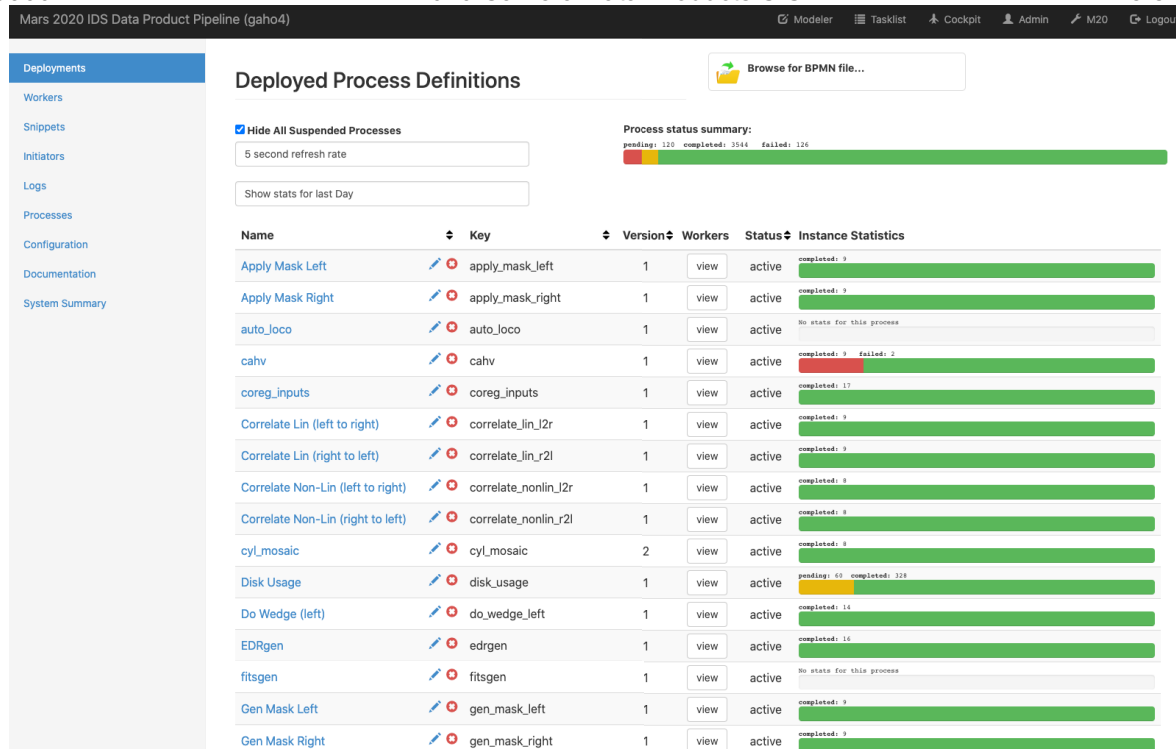 Mars 2020 IDS Data Product Pipeline (gaho4) Modeler Tasklist Cockpit Admin M20 Logou
Deployments
Workers
Snippets
Initiators
Logs
Processes
Configuration
Documentation
System Summary
Deployed Process Definitions
Browse for BPMN file...
Hide All Suspended Processes
5 second refresh rate
Show stats for last Day
Process status summary:
pending: 120 completed: 3544 failed: 126
Name Key Version Workers Status Instance Statistics
Apply Mask Left apply_mask_left 1 view active completed: 9
Apply Mask Right apply_mask_right 1 view active completed: 9
auto_loco auto_loco 1 view active No stats for this process
cahv cahv 1 view active completed: 9 failed: 2
coreg_inputs coreg_inputs 1 view active completed: 17
Correlate Lin (left to right) correlate_lin_l2r 1 view active completed: 9
Correlate Lin (right to left) correlate_lin_r2l 1 view active completed: 9
Correlate Non-Lin (left to right) correlate_nonlin_l2r 1 view active completed: 8
Correlate Non-Lin (right to left) correlate_nonlin_r2l 1 view active completed: 8
cyl_mosaic cyl_mosaic 2 view active completed: 8
Disk Usage disk_usage 1 view active pending: 60 completed: 328
Do Wedge (left) do_wedge_left 1 view active completed: 14
EDRgen edrgen 1 view active completed: 16
fitsgen fitsgen 1 view active No stats for this process
Gen Mask Left gen_mask_left 1 view active completed: 9
Gen Mask Right gen_mask_right 1 view active completed: 9